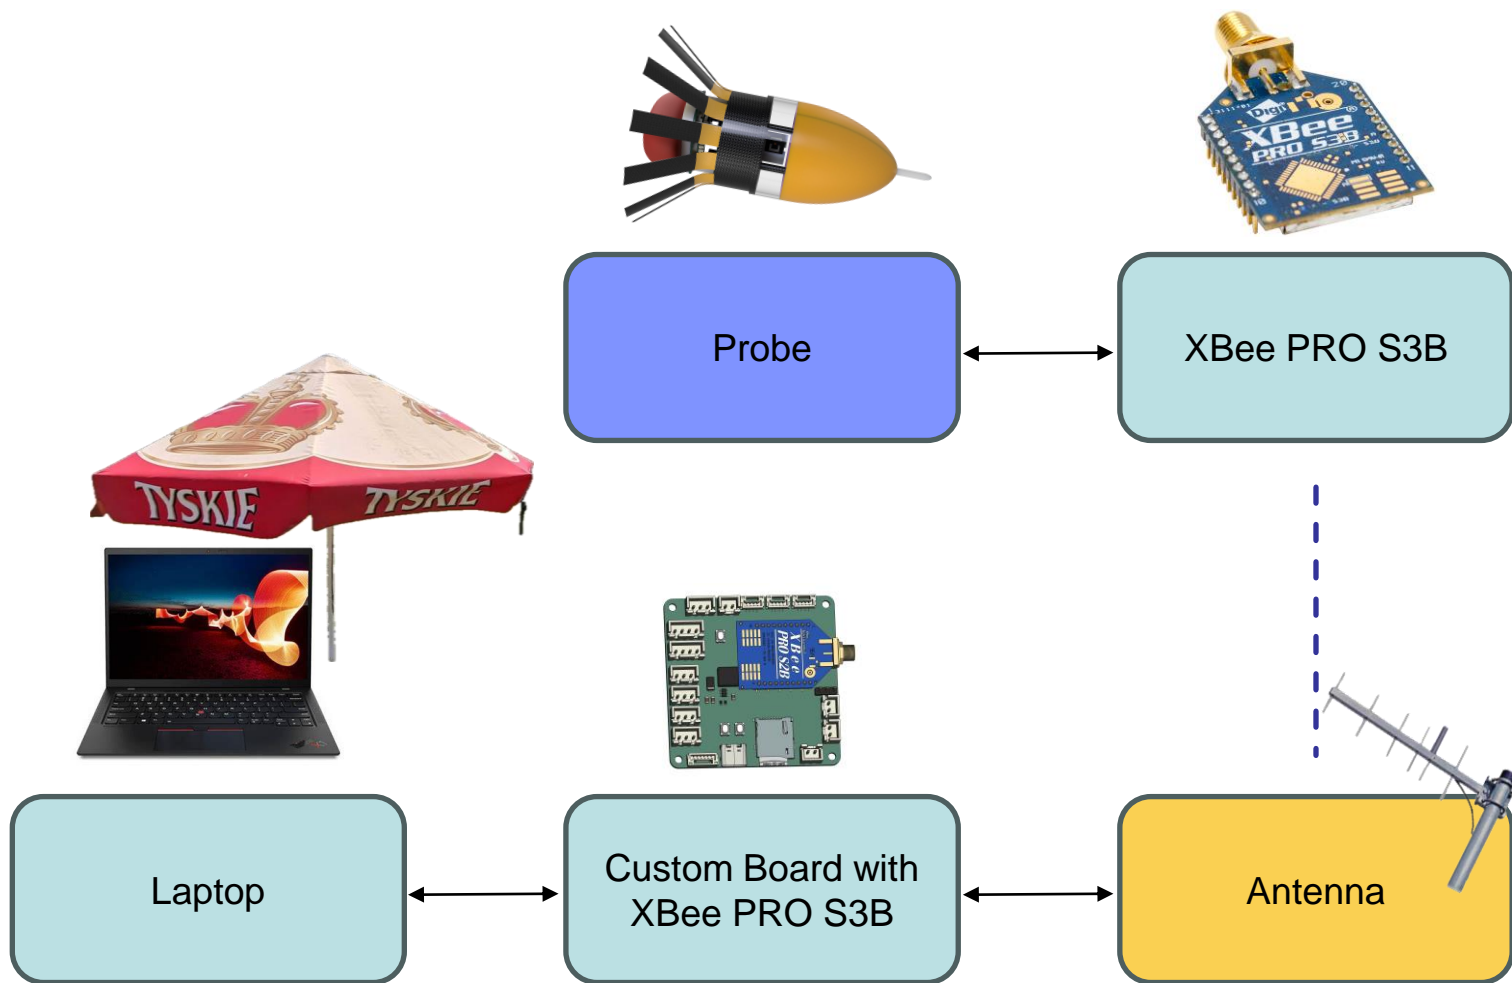 Digi
XBee
PRO S3B
Probe
XBee PRO S3B
TYSKIE
TYSKIE
XBee
PRO S2B
Laptop
Custom Board with
XBee PRO S3B
Antenna